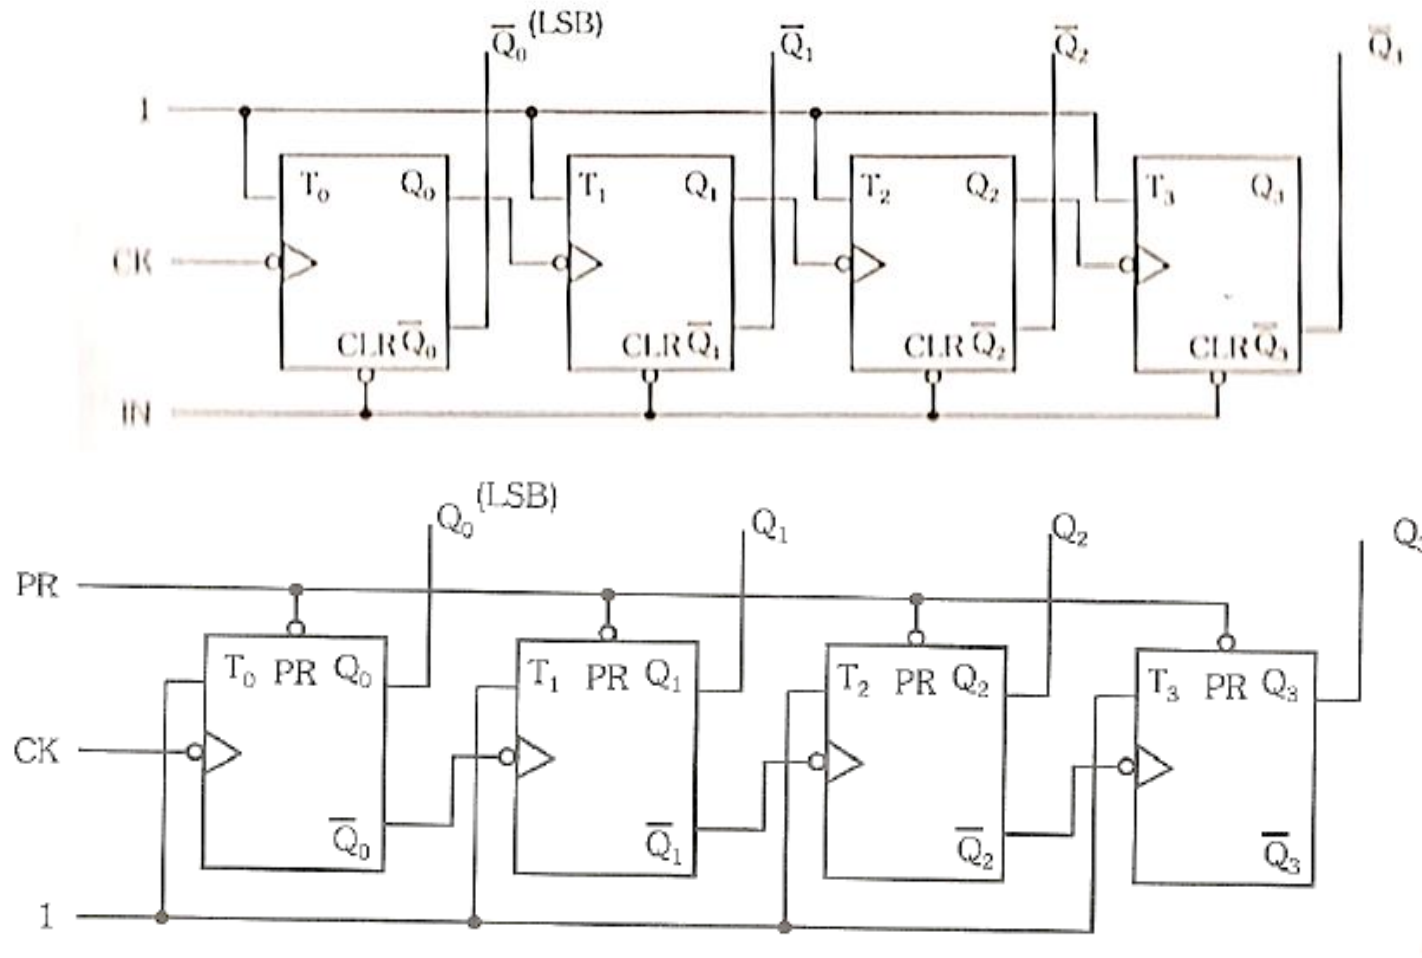 Q̅₀ (LSB) Q̅₁ Q̅₂ Q̅₃
1
T₀ Q₀ T₁ Q₁ T₂ Q₂ T₃ Q₃
CK
CLR Q̅₀ CLR Q̅₁ CLR Q̅₂ CLR Q̅₃
IN
Q₀ (LSB) Q₁ Q₂
PR
T₀ PR Q₀ T₁ PR Q₁ T₂ PR Q₂ T₃ PR Q₃
CK
Q̅₀ Q̅₁ Q̅₂ Q̅₃
1